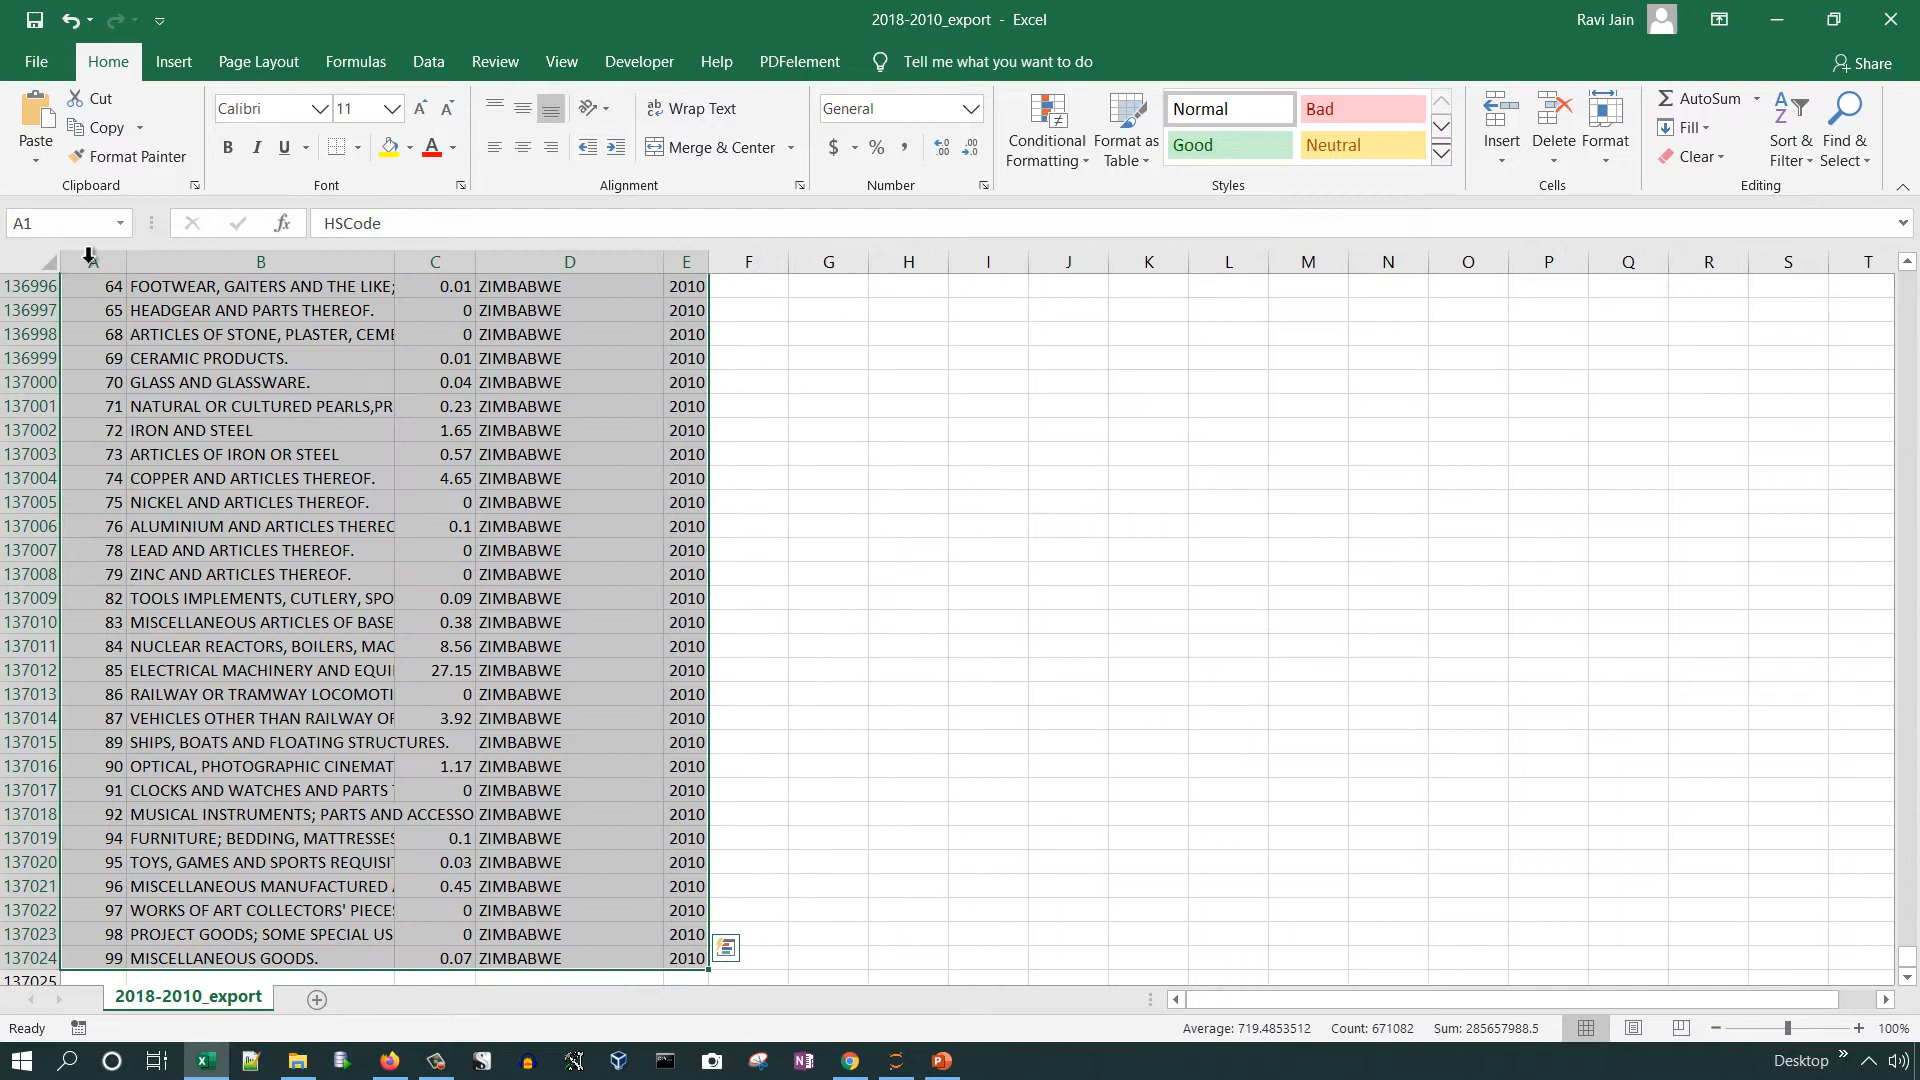 2018-2010_export - Excel
Ravi Jain
File Home Insert Page Layout Formulas Data Review View Developer Help PDFelement Tell me what you want to do
Share
Paste
Cut
Copy
Format Painter
Clipboard
Calibri 11
B I U
Font
Wrap Text
Merge & Center
Alignment
General
$ % ,
Number
Conditional Formatting
Format as Table
Normal Bad
Good Neutral
Styles
Insert Delete Format
Cells
AutoSum
Fill
Clear
Sort & Filter
Find & Select
Editing
A1 fx HSCode
A B C D E F G H I J K L M N O P Q R S T
136996 64 FOOTWEAR, GAITERS AND THE LIKE; 0.01 ZIMBABWE 2010
136997 65 HEADGEAR AND PARTS THEREOF. 0 ZIMBABWE 2010
136998 68 ARTICLES OF STONE, PLASTER, CEME 0 ZIMBABWE 2010
136999 69 CERAMIC PRODUCTS. 0.01 ZIMBABWE 2010
137000 70 GLASS AND GLASSWARE. 0.04 ZIMBABWE 2010
137001 71 NATURAL OR CULTURED PEARLS,PR 0.23 ZIMBABWE 2010
137002 72 IRON AND STEEL 1.65 ZIMBABWE 2010
137003 73 ARTICLES OF IRON OR STEEL 0.57 ZIMBABWE 2010
137004 74 COPPER AND ARTICLES THEREOF. 4.65 ZIMBABWE 2010
137005 75 NICKEL AND ARTICLES THEREOF. 0 ZIMBABWE 2010
137006 76 ALUMINIUM AND ARTICLES THEREO 0.1 ZIMBABWE 2010
137007 78 LEAD AND ARTICLES THEREOF. 0 ZIMBABWE 2010
137008 79 ZINC AND ARTICLES THEREOF. 0 ZIMBABWE 2010
137009 82 TOOLS IMPLEMENTS, CUTLERY, SPO 0.09 ZIMBABWE 2010
137010 83 MISCELLANEOUS ARTICLES OF BASE 0.38 ZIMBABWE 2010
137011 84 NUCLEAR REACTORS, BOILERS, MAC 8.56 ZIMBABWE 2010
137012 85 ELECTRICAL MACHINERY AND EQUI 27.15 ZIMBABWE 2010
137013 86 RAILWAY OR TRAMWAY LOCOMOTI 0 ZIMBABWE 2010
137014 87 VEHICLES OTHER THAN RAILWAY OR 3.92 ZIMBABWE 2010
137015 89 SHIPS, BOATS AND FLOATING STRUCTURES. ZIMBABWE 2010
137016 90 OPTICAL, PHOTOGRAPHIC CINEMAT 1.17 ZIMBABWE 2010
137017 91 CLOCKS AND WATCHES AND PARTS 0 ZIMBABWE 2010
137018 92 MUSICAL INSTRUMENTS; PARTS AND ACCESSO ZIMBABWE 2010
137019 94 FURNITURE; BEDDING, MATTRESSES 0.1 ZIMBABWE 2010
137020 95 TOYS, GAMES AND SPORTS REQUISIT 0.03 ZIMBABWE 2010
137021 96 MISCELLANEOUS MANUFACTURED 0.45 ZIMBABWE 2010
137022 97 WORKS OF ART COLLECTORS' PIECES 0 ZIMBABWE 2010
137023 98 PROJECT GOODS; SOME SPECIAL US 0 ZIMBABWE 2010
137024 99 MISCELLANEOUS GOODS. 0.07 ZIMBABWE 2010
137025
2018-2010_export
Ready Average: 719.4853512 Count: 671082 Sum: 285657988.5 100%
Desktop